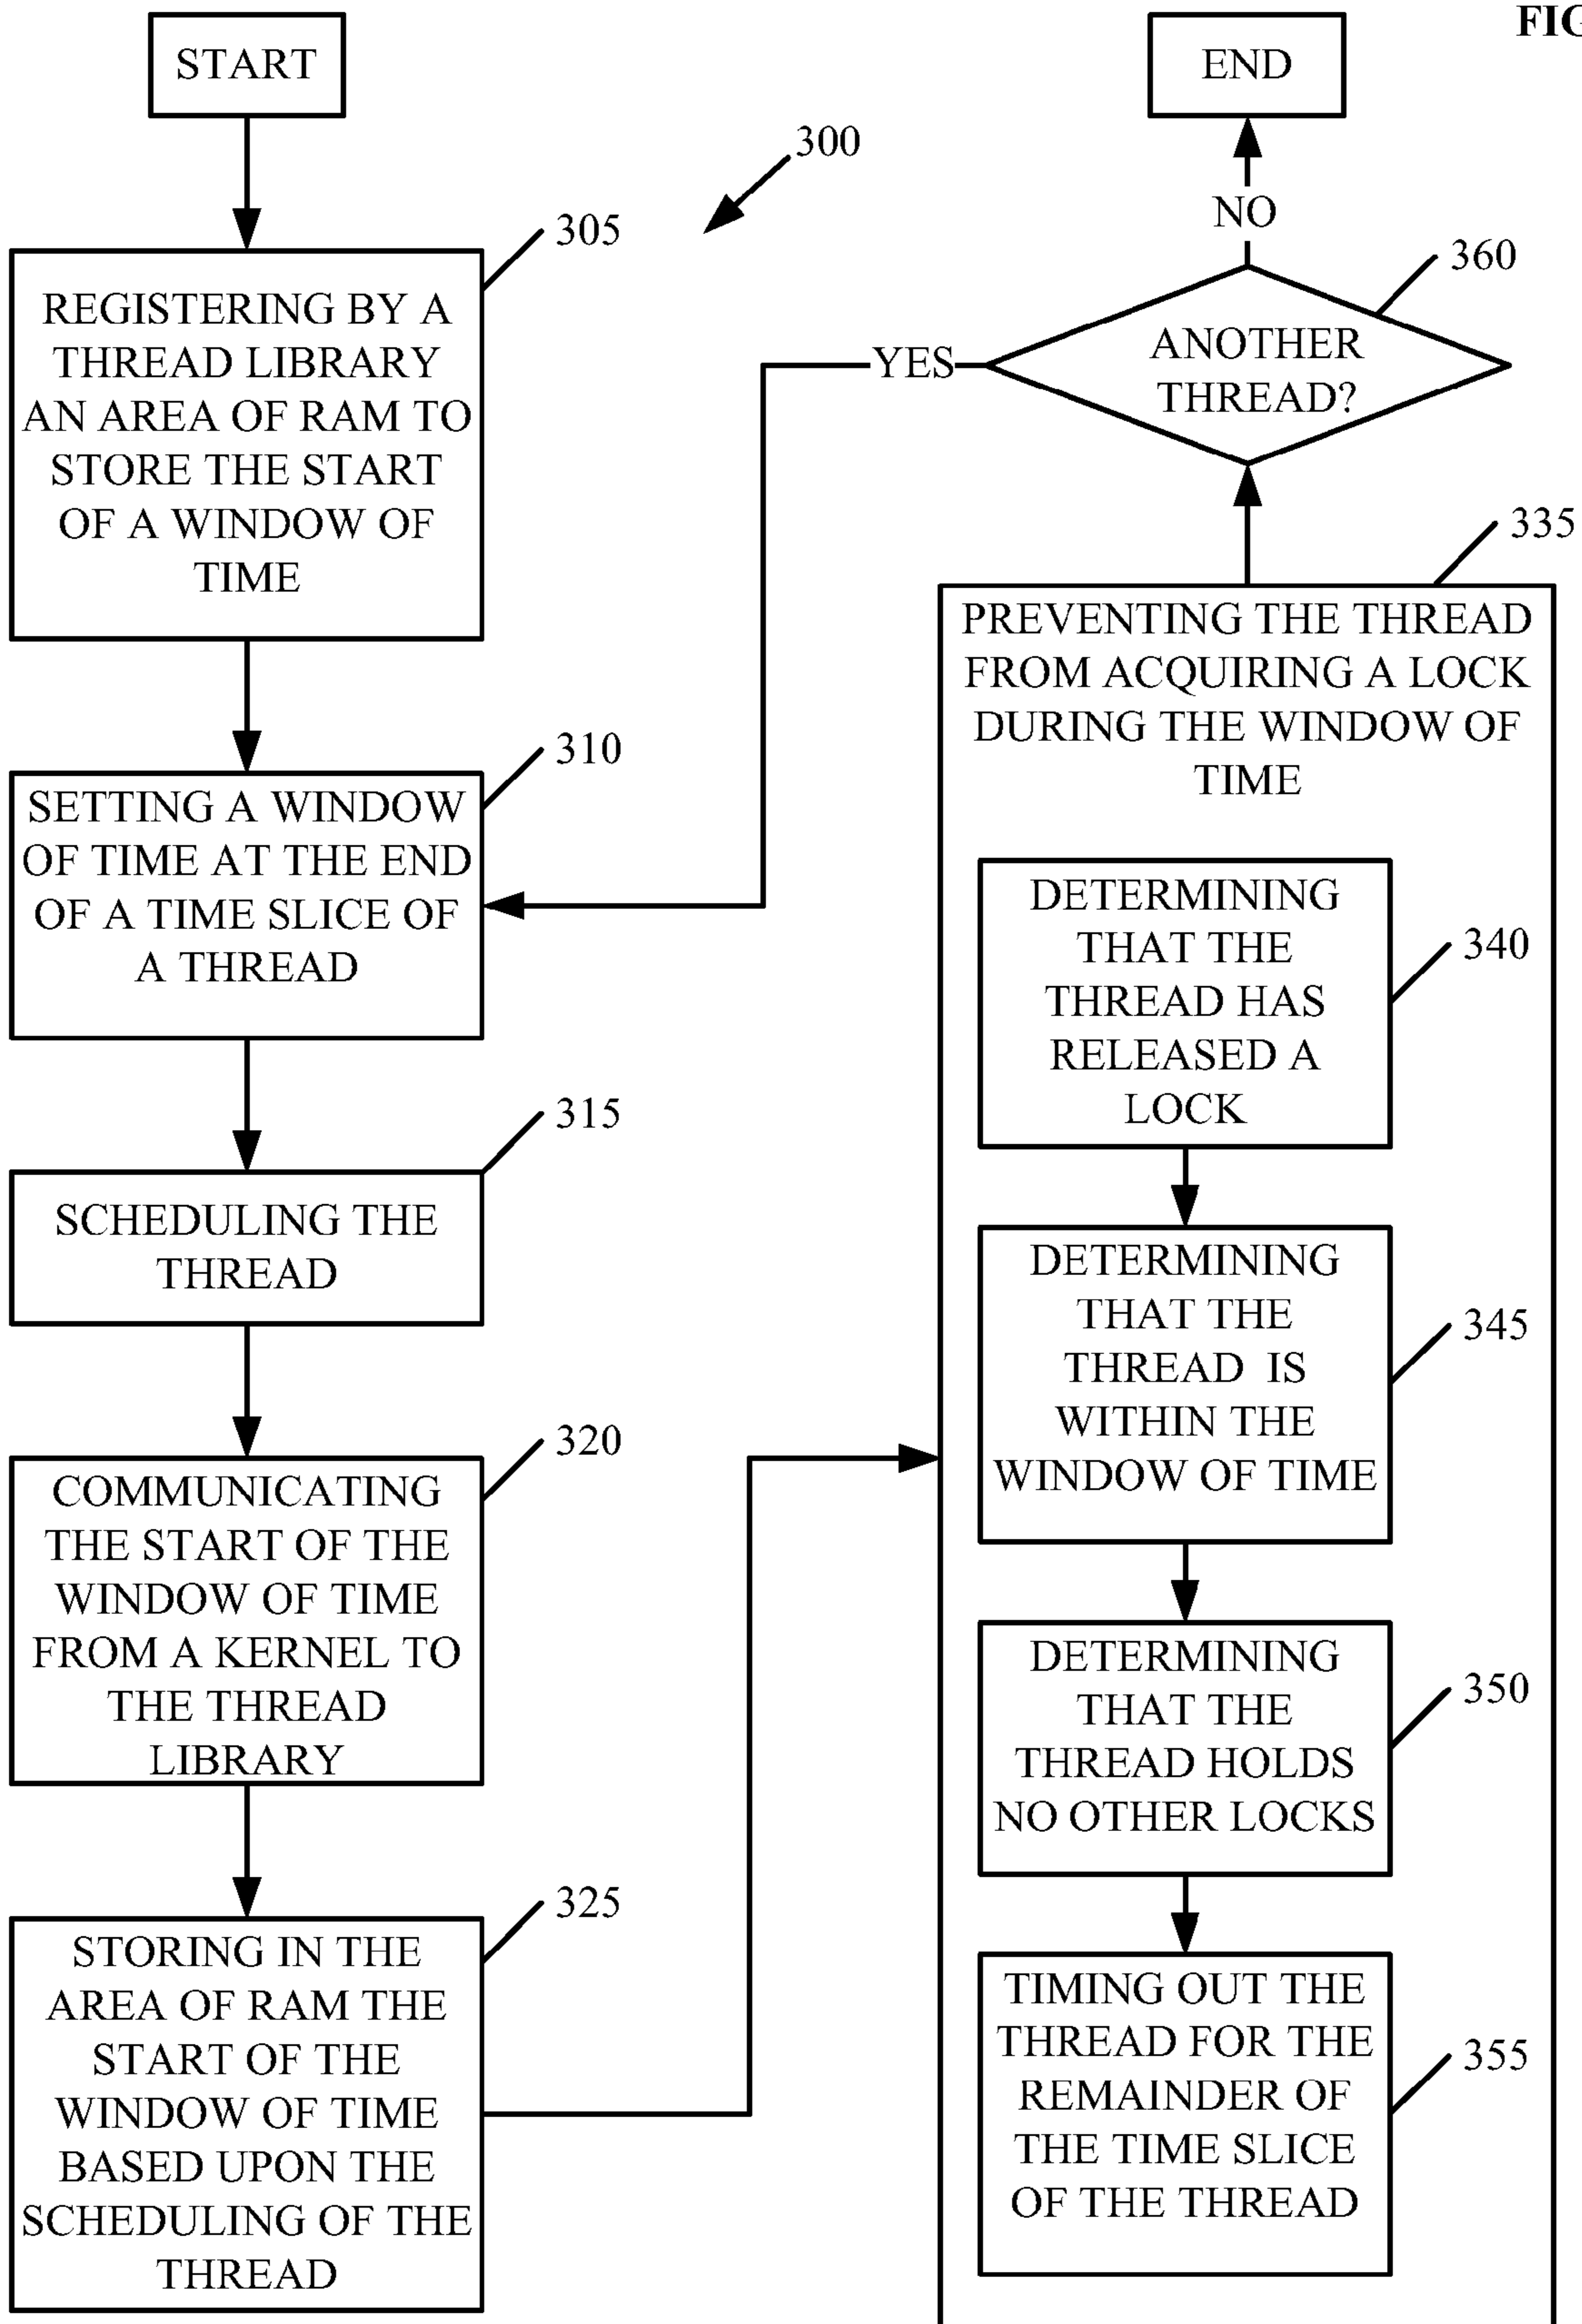 FIG
START
END
300
NO
305
360
REGISTERING BY A
THREAD LIBRARY
AN AREA OF RAM TO
STORE THE START
OF A WINDOW OF
TIME
YES
ANOTHER
THREAD?
335
310
SETTING A WINDOW
OF TIME AT THE END
OF A TIME SLICE OF
A THREAD
315
SCHEDULING THE
THREAD
320
COMMUNICATING
THE START OF THE
WINDOW OF TIME
FROM A KERNEL TO
THE THREAD
LIBRARY
325
STORING IN THE
AREA OF RAM THE
START OF THE
WINDOW OF TIME
BASED UPON THE
SCHEDULING OF THE
THREAD
PREVENTING THE THREAD
FROM ACQUIRING A LOCK
DURING THE WINDOW OF
TIME
DETERMINING
THAT THE
THREAD HAS
RELEASED A
LOCK
340
DETERMINING
THAT THE
THREAD IS
WITHIN THE
WINDOW OF TIME
345
DETERMINING
THAT THE
THREAD HOLDS
NO OTHER LOCKS
350
TIMING OUT THE
THREAD FOR THE
REMAINDER OF
THE TIME SLICE
OF THE THREAD
355